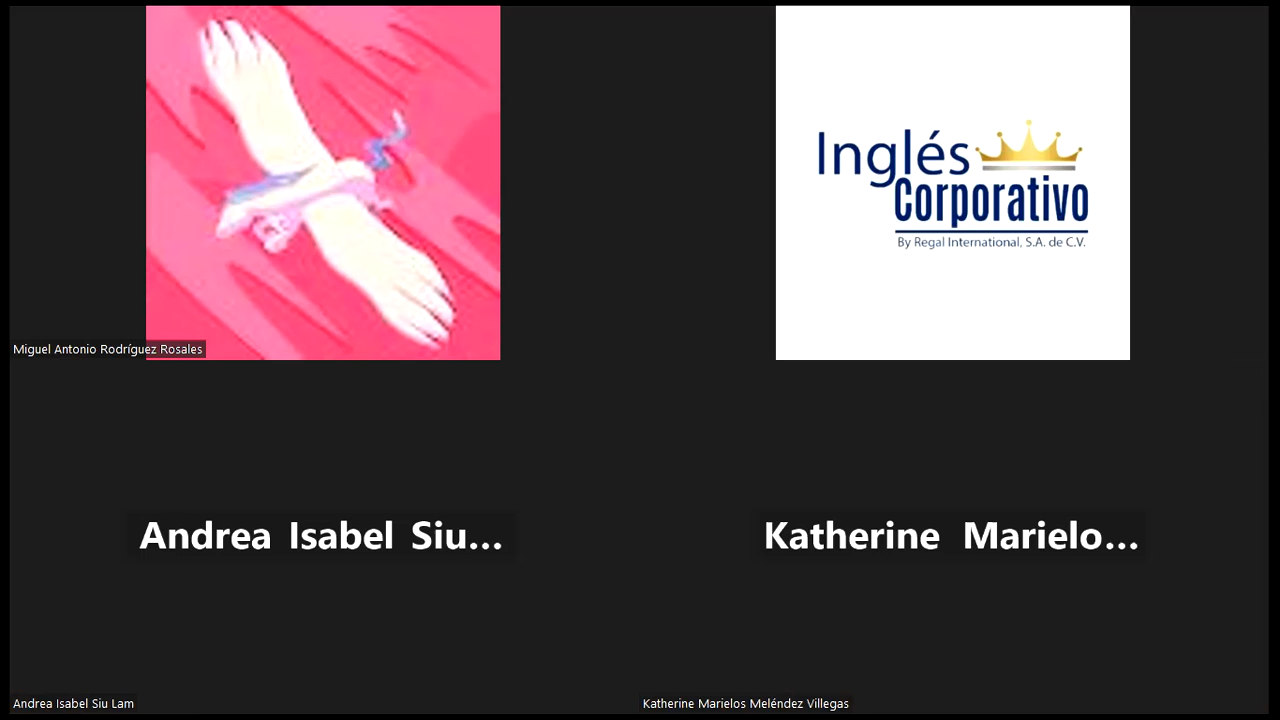 Miguel Antonio Rodríguez Rosales
Inglés
Corporativo
By Regal International, S.A. de C.V.
Andrea Isabel Siu...
Katherine Marielo...
Andrea Isabel Siu Lam
Katherine Marielos Meléndez Villegas